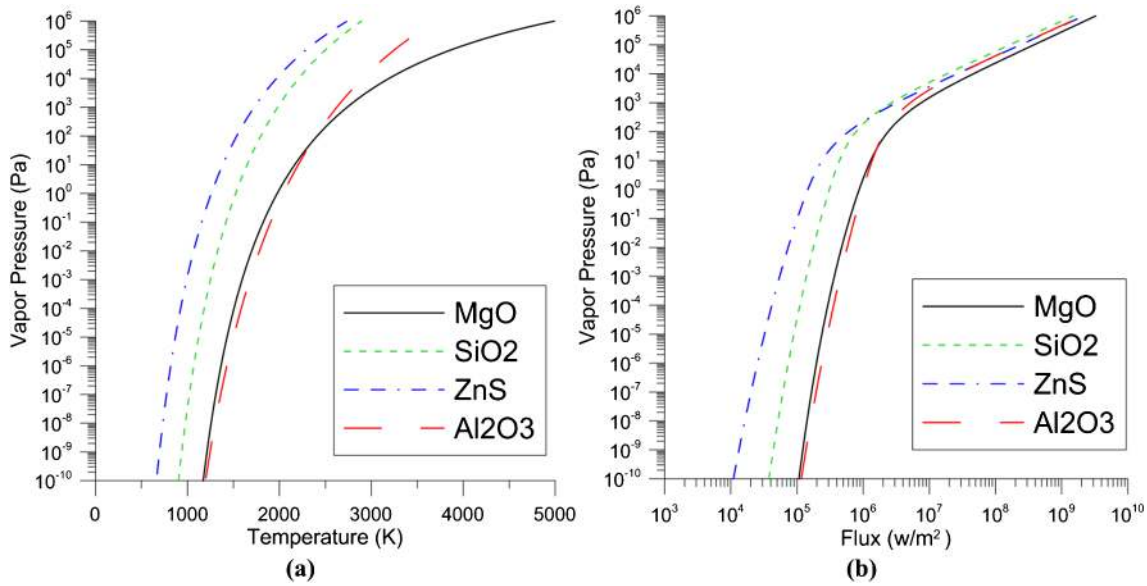 10^6
10^5
10^4
10^3
10^2
10^1
10^0
10^-1
10^-2
10^-3
10^-4
10^-5
10^-6
10^-7
10^-8
10^-9
10^-10
Vapor Pressure (Pa)
MgO
SiO2
ZnS
Al2O3
0 1000 2000 3000 4000 5000
Temperature (K)
(a)
10^6
10^5
10^4
10^3
10^2
10^1
10^0
10^-1
10^-2
10^-3
10^-4
10^-5
10^-6
10^-7
10^-8
10^-9
10^-10
Vapor Pressure (Pa)
MgO
SiO2
ZnS
Al2O3
10^3 10^4 10^5 10^6 10^7 10^8 10^9 10^10
Flux (w/m²)
(b)